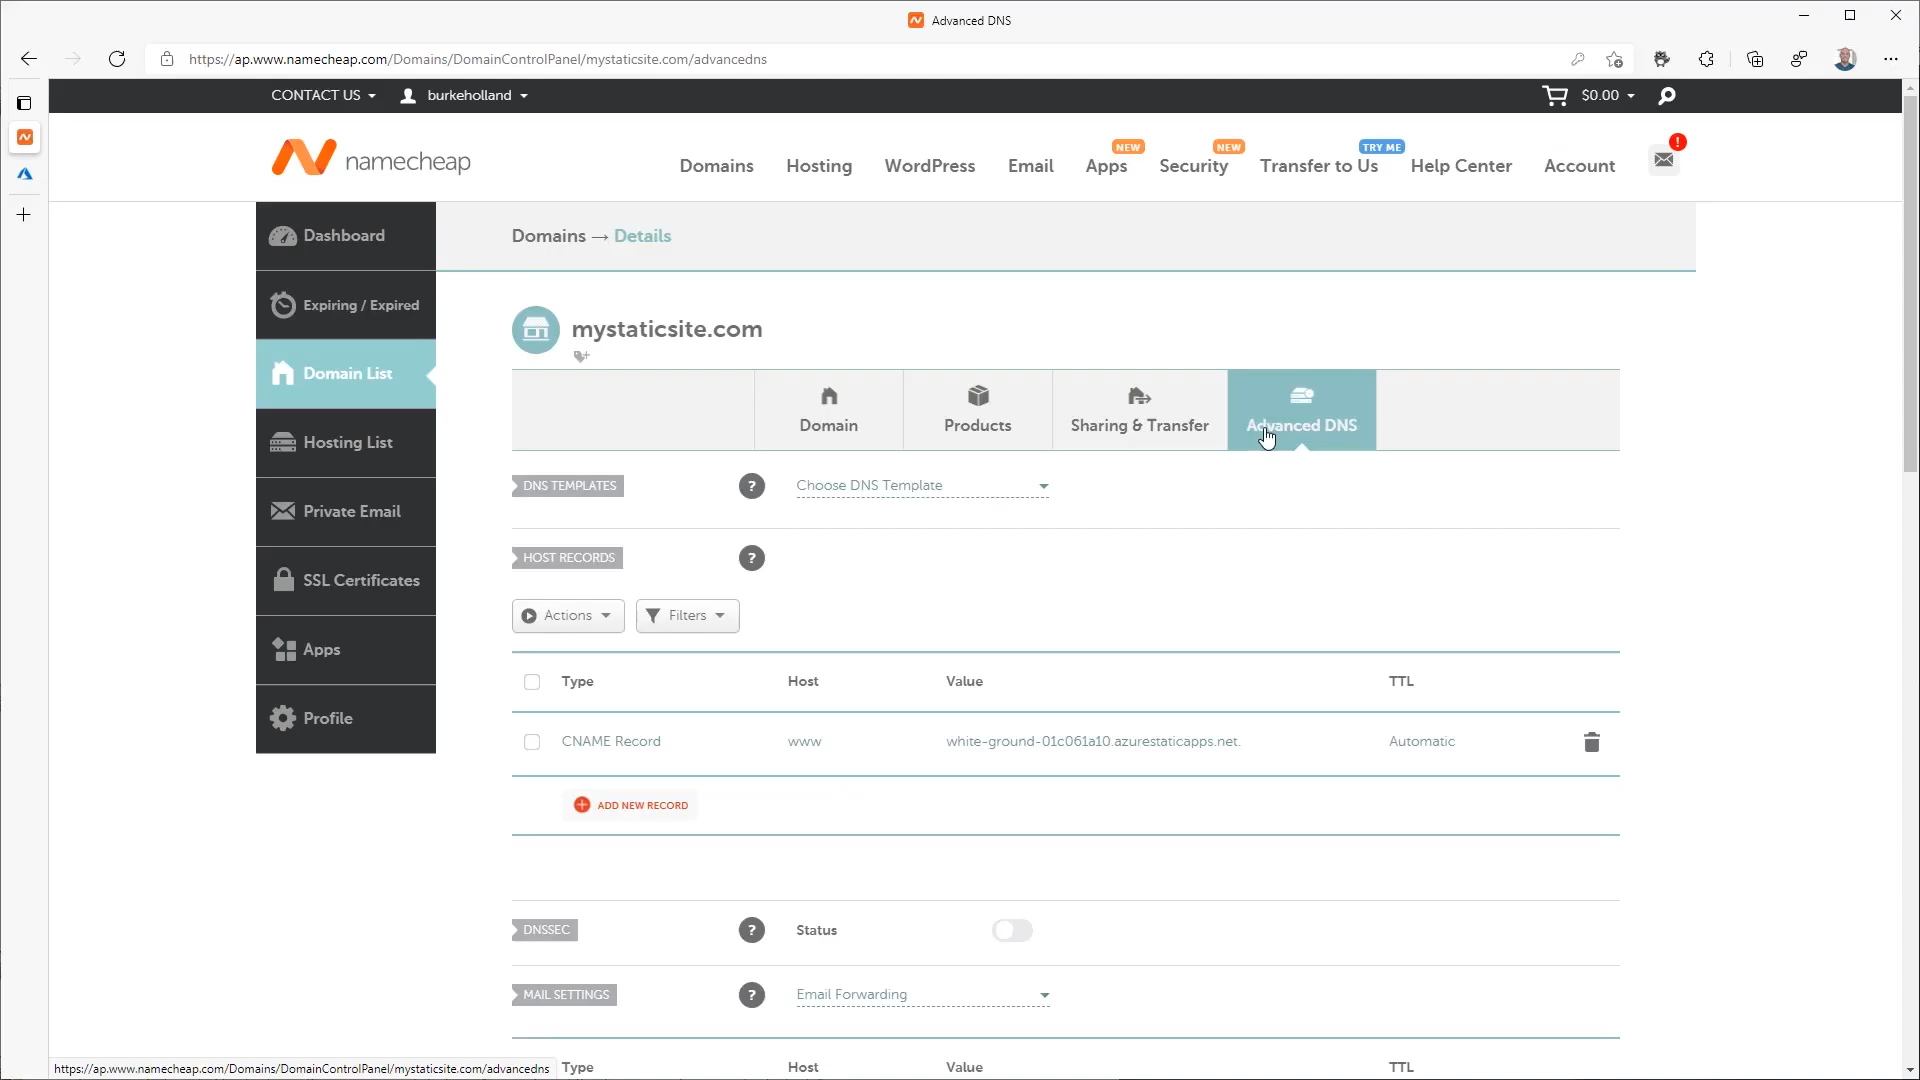 Advanced DNS
https://ap.www.namecheap.com/Domains/DomainControlPanel/mystaticsite.com/advancedns
CONTACT US burkeholland $0.00
namecheap
Domains Hosting WordPress Email Apps NEW Security NEW Transfer to Us TRY ME Help Center Account !
Dashboard
Expiring / Expired
Domain List
Hosting List
Private Email
SSL Certificates
Apps
Profile
Domains → Details
mystaticsite.com
Domain Products Sharing & Transfer Advanced DNS
DNS TEMPLATES ? Choose DNS Template
HOST RECORDS ?
Actions Filters
Type Host Value TTL
CNAME Record www white-ground-01c061a10.azurestaticapps.net. Automatic
ADD NEW RECORD
DNSSEC ? Status
MAIL SETTINGS ? Email Forwarding
Type Host Value TTL
https://ap.www.namecheap.com/Domains/DomainControlPanel/mystaticsite.com/advancedns